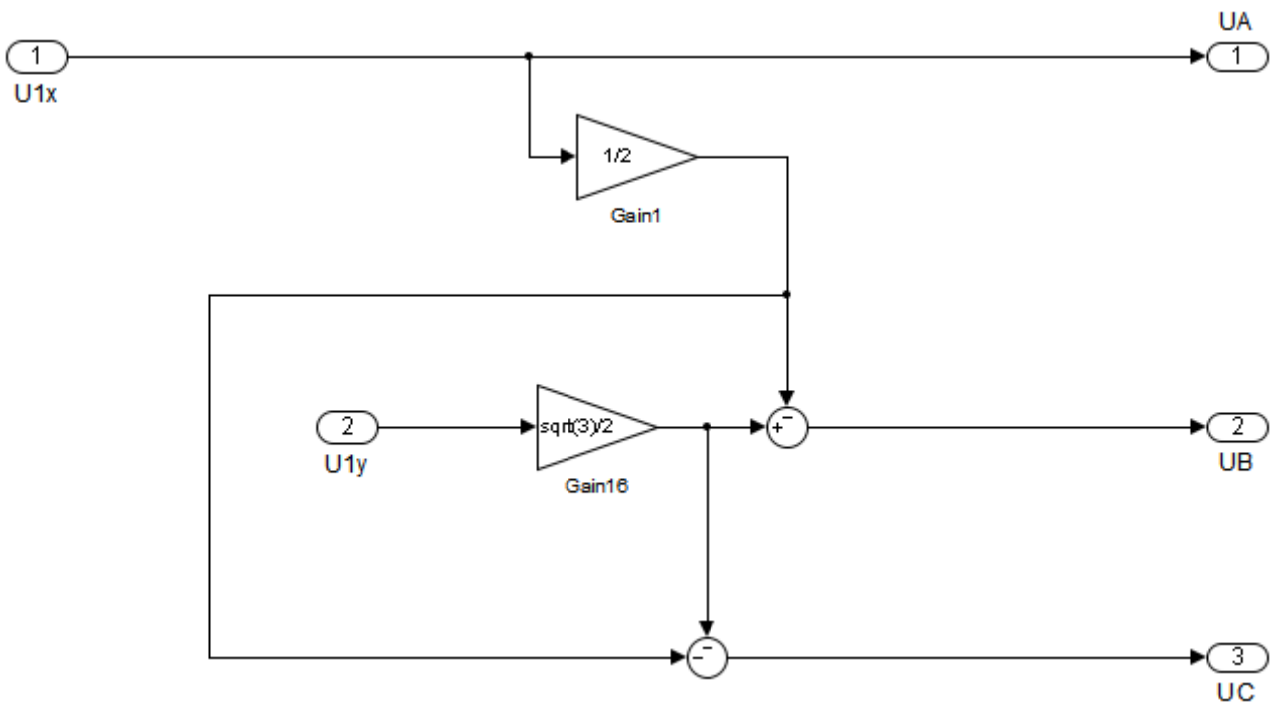 UA
1
1
U1x
1/2
Gain1
2
sqrt(3)/2
+
-
2
U1y
UB
Gain16
-
-
3
UC